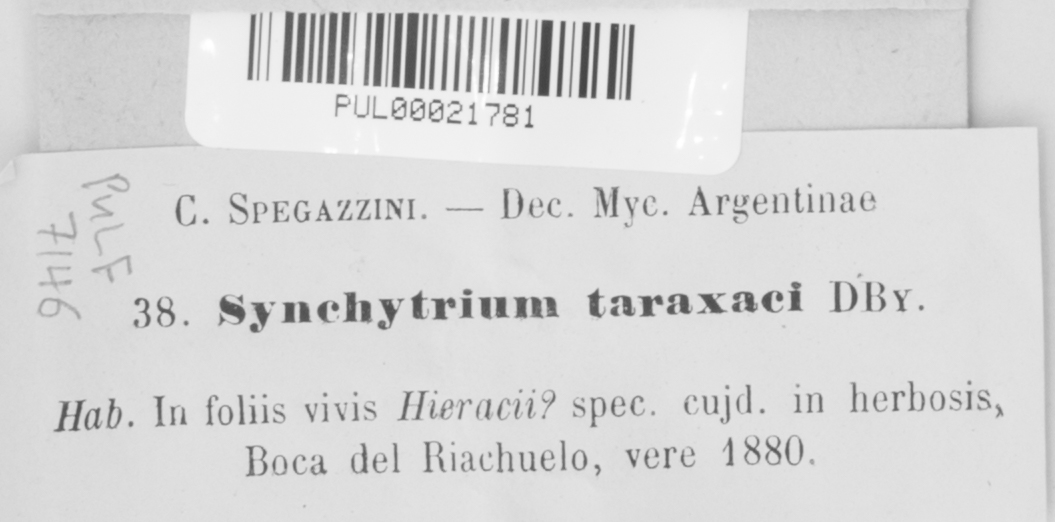 PUL00021781
PULF
7146
C. SPEGAZZINI. — Dec. Myc. Argentinae
38. Synchytrium taraxaci DBY.
Hab. In foliis vivis Hieracii? spec. cujd. in herbosis,
Boca del Riachuelo, vere 1880.